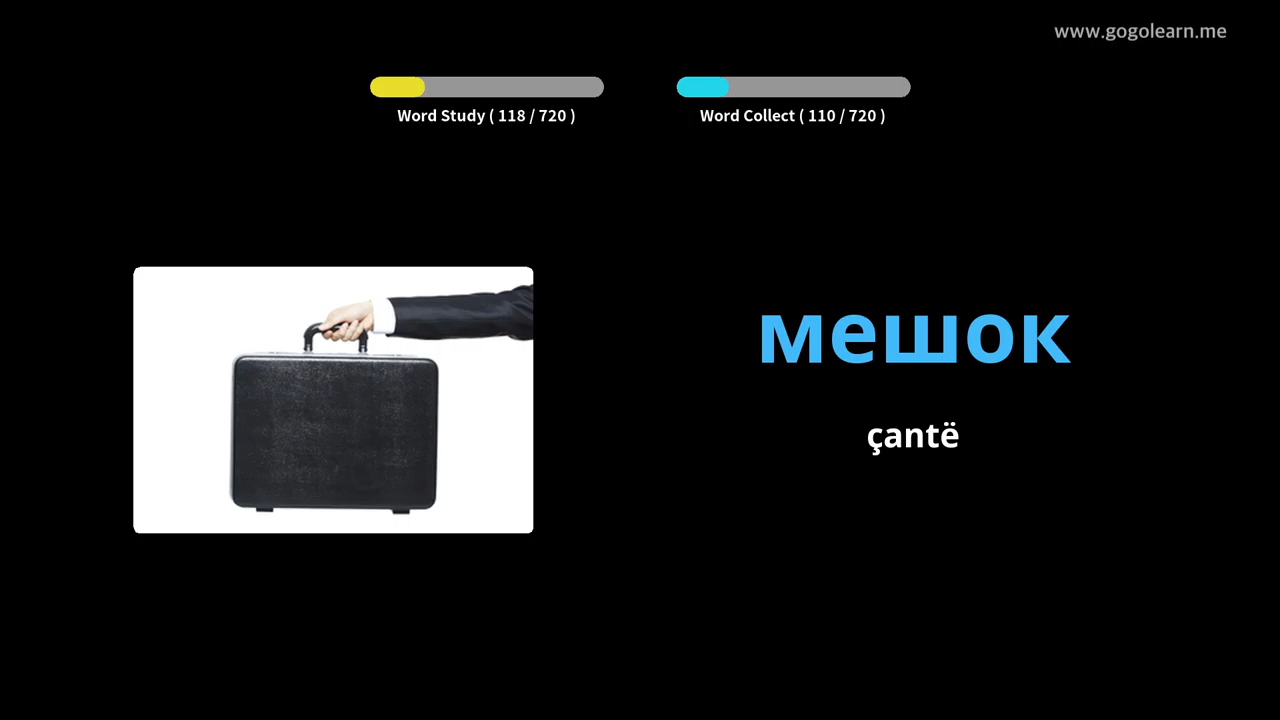 www.gogolearn.me
Word Study ( 118 / 720 )
Word Collect ( 110 / 720 )
мешок
çantë